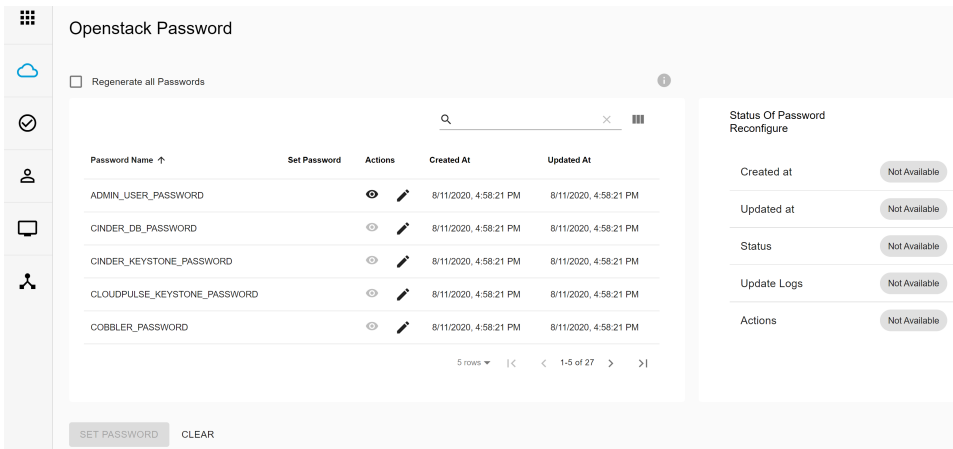 Openstack Password
Regenerate all Passwords
Password Name Set Password Actions Created At Updated At
ADMIN_USER_PASSWORD 8/11/2020, 4:58:21 PM 8/11/2020, 4:58:21 PM
CINDER_DB_PASSWORD 8/11/2020, 4:58:21 PM 8/11/2020, 4:58:21 PM
CINDER_KEYSTONE_PASSWORD 8/11/2020, 4:58:21 PM 8/11/2020, 4:58:21 PM
CLOUDPULSE_KEYSTONE_PASSWORD 8/11/2020, 4:58:21 PM 8/11/2020, 4:58:21 PM
COBBLER_PASSWORD 8/11/2020, 4:58:21 PM 8/11/2020, 4:58:21 PM
5 rows 1-5 of 27
SET PASSWORD CLEAR
Status Of Password
Reconfigure
Created at Not Available
Updated at Not Available
Status Not Available
Update Logs Not Available
Actions Not Available